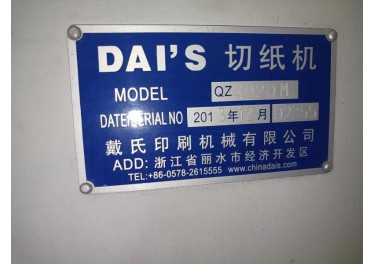 DAI'S 切纸机
MODEL QZ
DATE/SERIAL NO 201 年12月
戴氏印刷机械有限公司
ADD: 浙江省丽水市经济开发区
TEL:+86-0578-2615555 www.chinadais.com